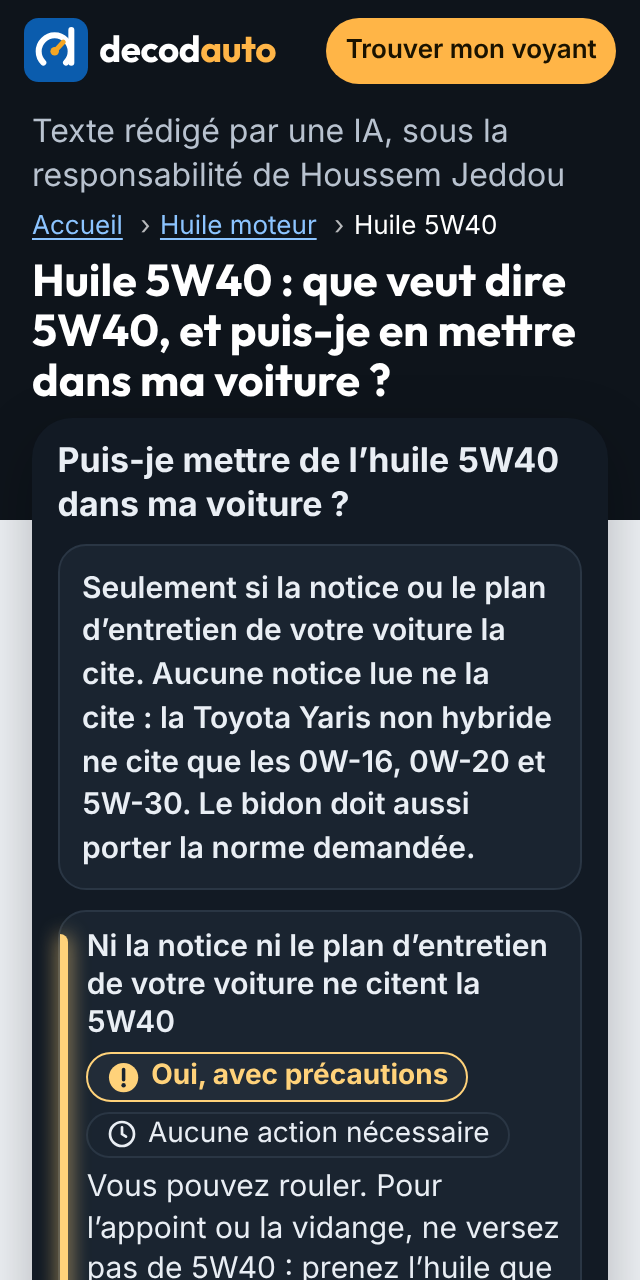 decodauto
Trouver mon voyant
Texte rédigé par une IA, sous la
responsabilité de Houssem Jeddou
Accueil › Huile moteur › Huile 5W40
Huile 5W40 : que veut dire
5W40, et puis-je en mettre
dans ma voiture ?
Puis-je mettre de l’huile 5W40
dans ma voiture ?
Seulement si la notice ou le plan
d’entretien de votre voiture la
cite. Aucune notice lue ne la
cite : la Toyota Yaris non hybride
ne cite que les 0W-16, 0W-20 et
5W-30. Le bidon doit aussi
porter la norme demandée.
Ni la notice ni le plan d’entretien
de votre voiture ne citent la
5W40
Oui, avec précautions
Aucune action nécessaire
Vous pouvez rouler. Pour
l’appoint ou la vidange, ne versez
pas de 5W40 : prenez l’huile que